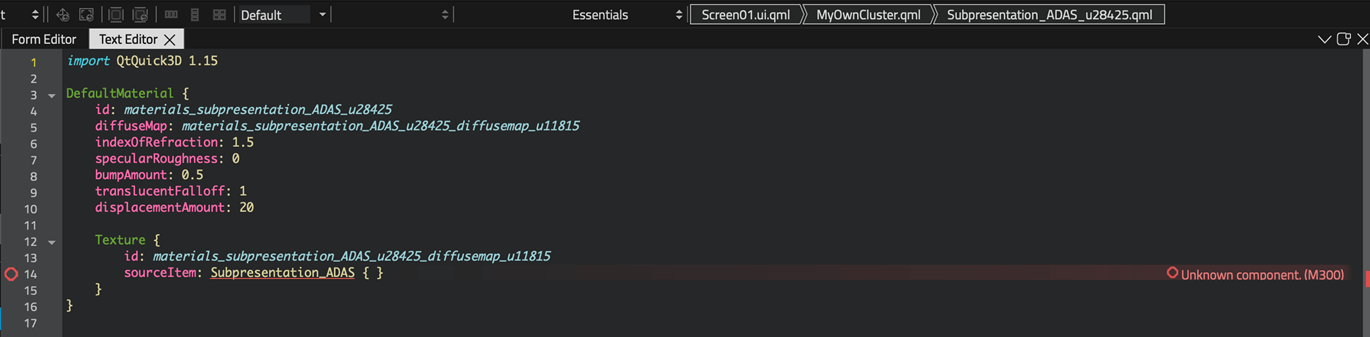 t Default Essentials Screen01.ui.qml MyOwnCluster.qml Subpresentation_ADAS_u28425.qml
Form Editor Text Editor
1 import QtQuick3D 1.15
2
3 DefaultMaterial {
4 id: materials_subpresentation_ADAS_u28425
5 diffuseMap: materials_subpresentation_ADAS_u28425_diffusemap_u11815
6 indexOfRefraction: 1.5
7 specularRoughness: 0
8 bumpAmount: 0.5
9 translucentFalloff: 1
10 displacementAmount: 20
11
12 Texture {
13 id: materials_subpresentation_ADAS_u28425_diffusemap_u11815
14 sourceItem: Subpresentation_ADAS { } Unknown component. (M300)
15 }
16 }
17